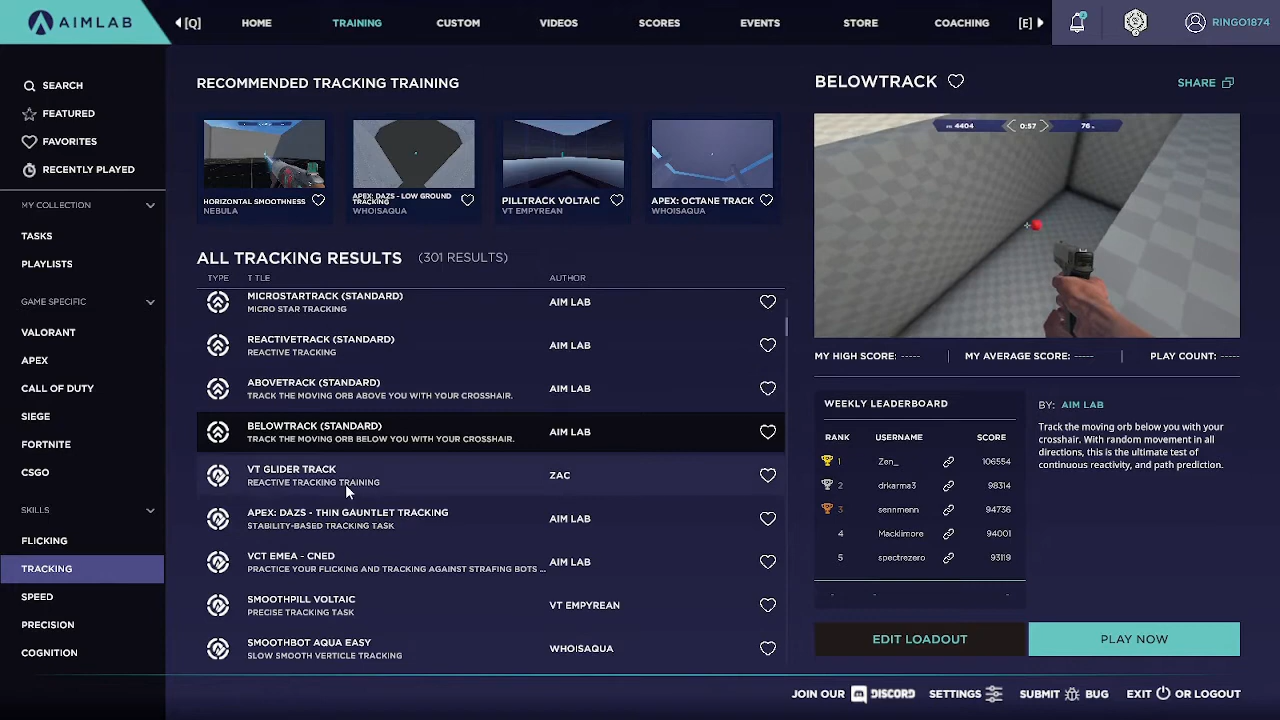 AIMLAB
[Q]
HOME
TRAINING
CUSTOM
VIDEOS
SCORES
EVENTS
STORE
COACHING
[E]
RINGO1874
SEARCH
FEATURED
FAVORITES
RECENTLY PLAYED
MY COLLECTION
TASKS
PLAYLISTS
GAME SPECIFIC
VALORANT
APEX
CALL OF DUTY
SIEGE
FORTNITE
CSGO
SKILLS
FLICKING
TRACKING
SPEED
PRECISION
COGNITION
RECOMMENDED TRACKING TRAINING
HORIZONTAL SMOOTHNESS
NEBULA
APEX: DAZS - LOW GROUND
TRACKING
WHOISAQUA
PILLTRACK VOLTAIC
VT EMPYREAN
APEX: OCTANE TRACK
WHOISAQUA
ALL TRACKING RESULTS (301 RESULTS)
TYPE TITLE AUTHOR
MICROSTARTRACK (STANDARD)
MICRO STAR TRACKING
AIM LAB
REACTIVETRACK (STANDARD)
REACTIVE TRACKING
AIM LAB
ABOVETRACK (STANDARD)
TRACK THE MOVING ORB ABOVE YOU WITH YOUR CROSSHAIR.
AIM LAB
BELOWTRACK (STANDARD)
TRACK THE MOVING ORB BELOW YOU WITH YOUR CROSSHAIR.
AIM LAB
VT GLIDER TRACK
REACTIVE TRACKING TRAINING
ZAC
APEX: DAZS - THIN GAUNTLET TRACKING
STABILITY-BASED TRACKING TASK
AIM LAB
VCT EMEA - CNED
PRACTICE YOUR FLICKING AND TRACKING AGAINST STRAFING BOTS ...
AIM LAB
SMOOTHPILL VOLTAIC
PRECISE TRACKING TASK
VT EMPYREAN
SMOOTHBOT AQUA EASY
SLOW SMOOTH VERTICLE TRACKING
WHOISAQUA
BELOWTRACK
SHARE
4404
0:57
76
MY HIGH SCORE: -----
MY AVERAGE SCORE: -----
PLAY COUNT: -----
WEEKLY LEADERBOARD
RANK USERNAME SCORE
1 Zen_ 106554
2 drkarma3 98314
3 sennmenn 94736
4 Macklimore 94001
5 spectrezero 93119
- - -
BY: AIM LAB
Track the moving orb below you with your
crosshair. With random movement in all
directions, this is the ultimate test of
continuous reactivity, and path prediction.
EDIT LOADOUT
PLAY NOW
JOIN OUR DISCORD
SETTINGS
SUBMIT BUG
EXIT OR LOGOUT